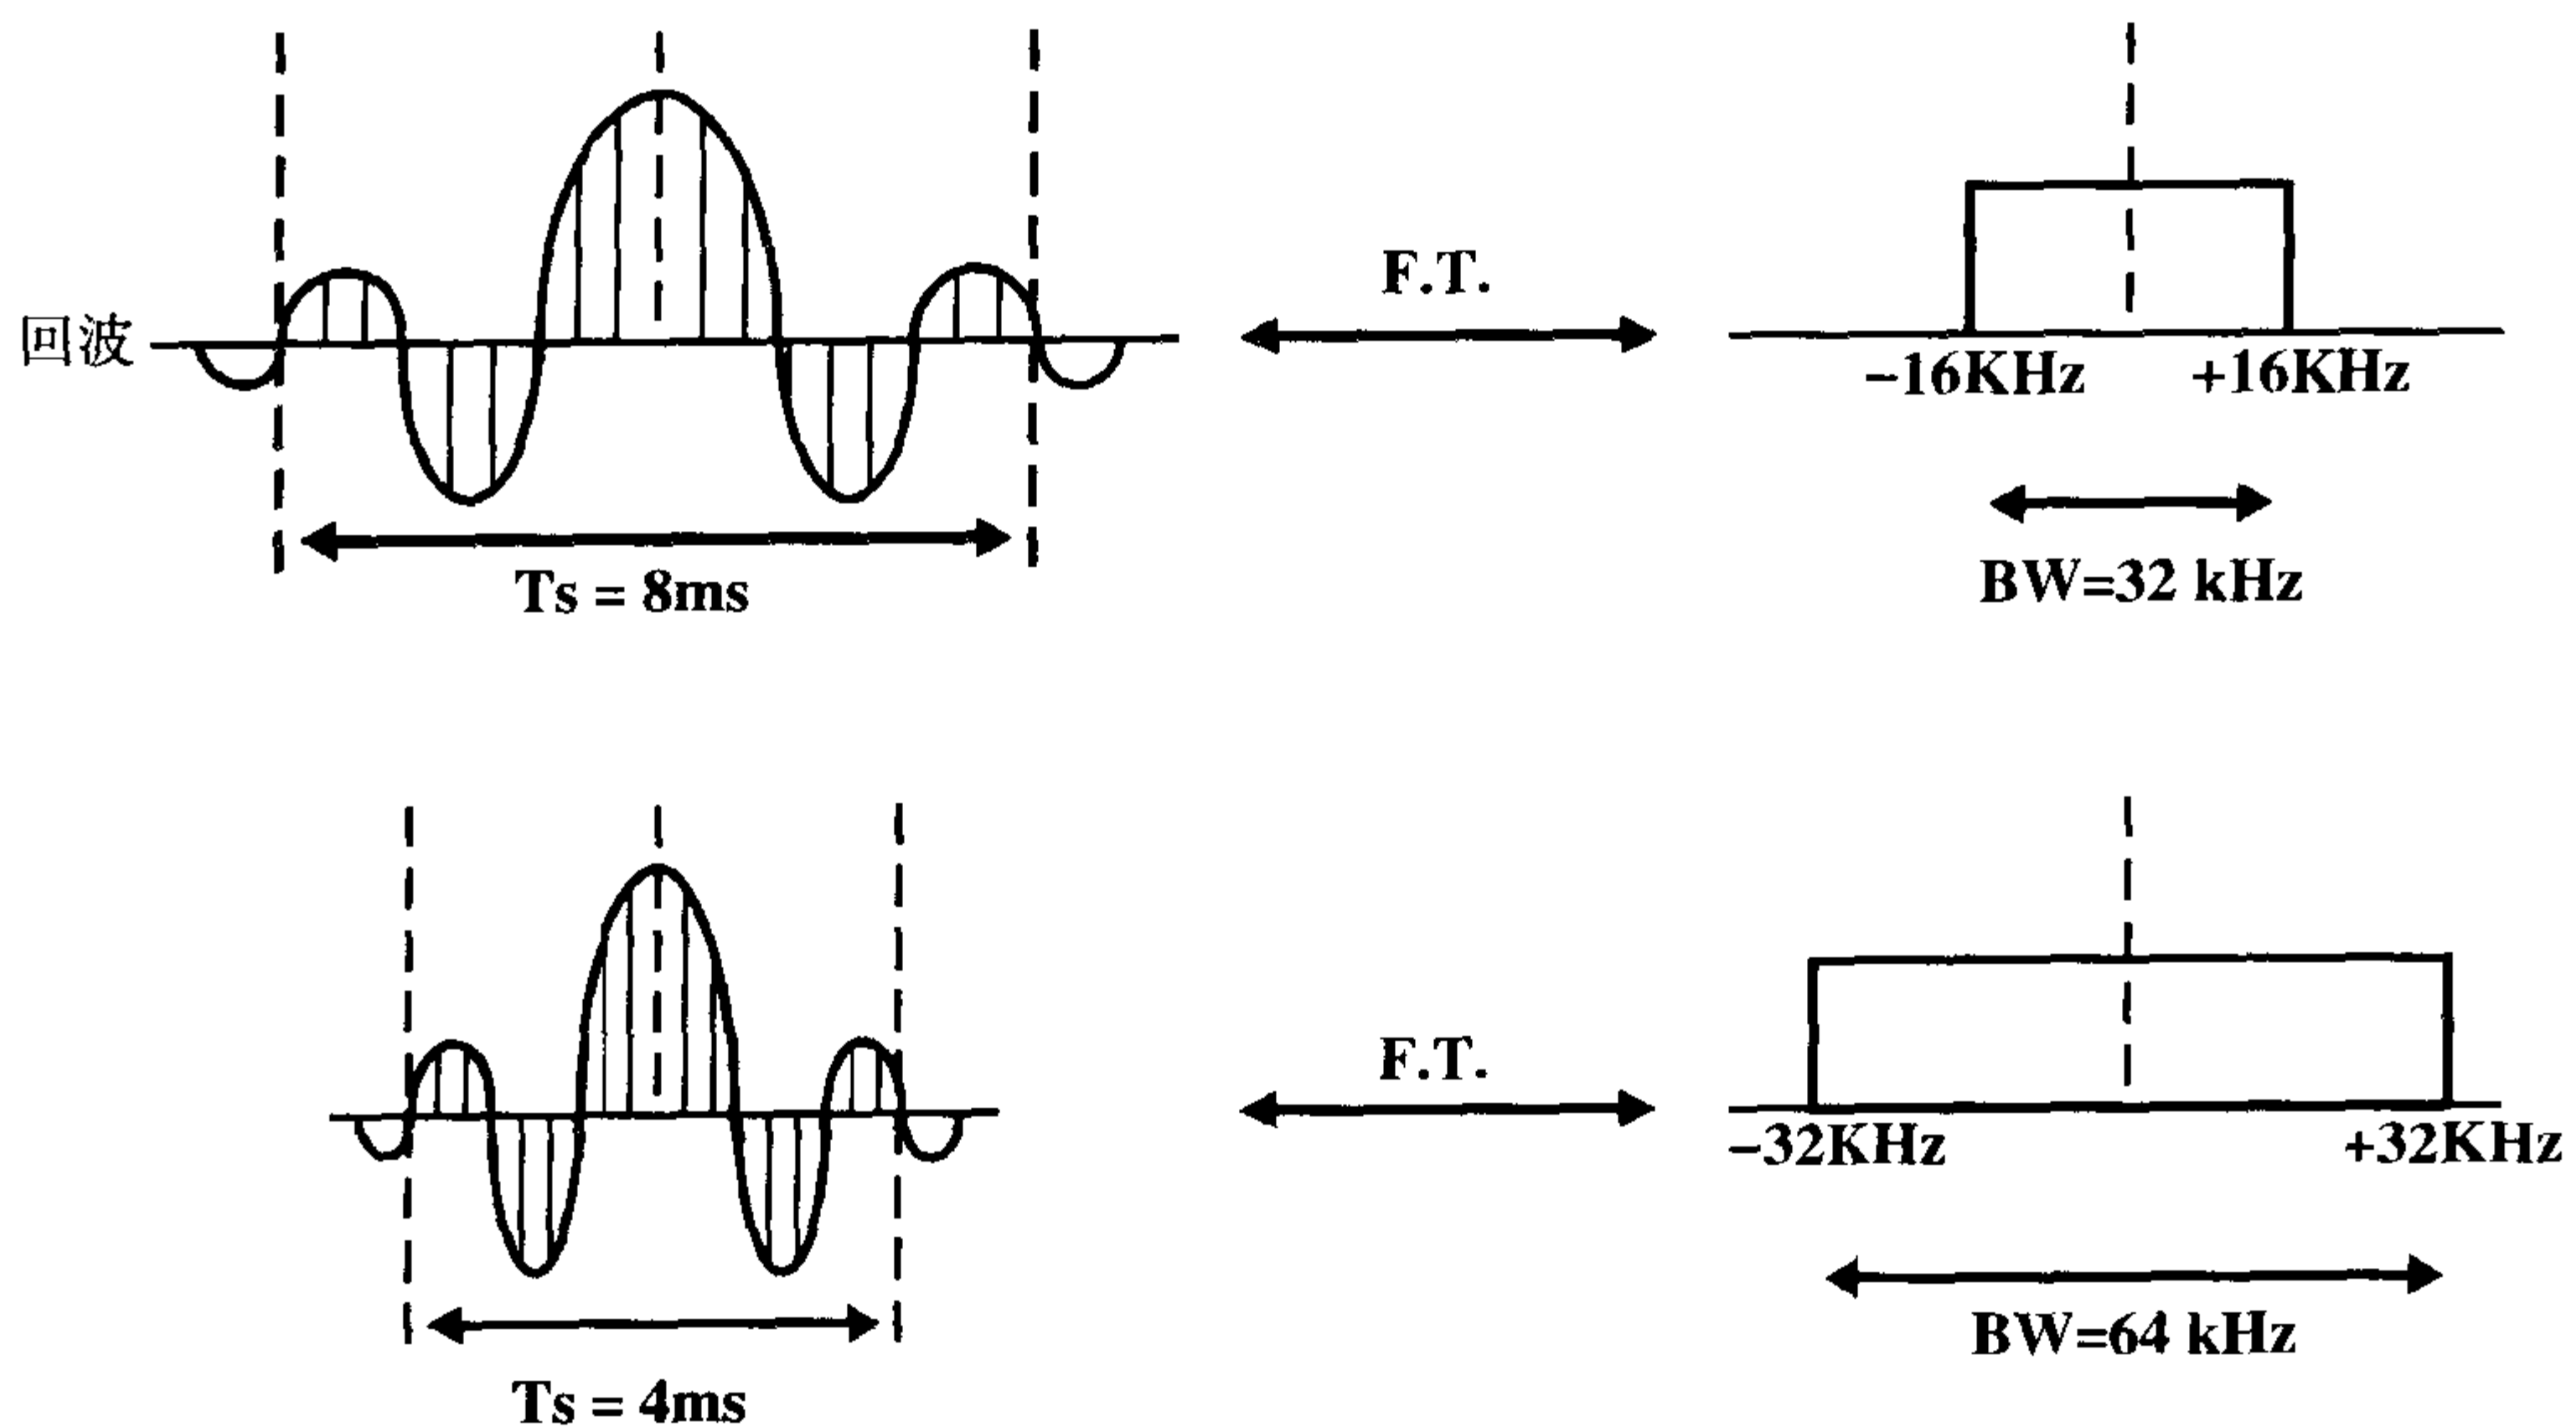 回波
F.T.
−16KHz
+16KHz
Ts = 8ms
BW=32 kHz
F.T.
−32KHz
+32KHz
BW=64 kHz
Ts = 4ms